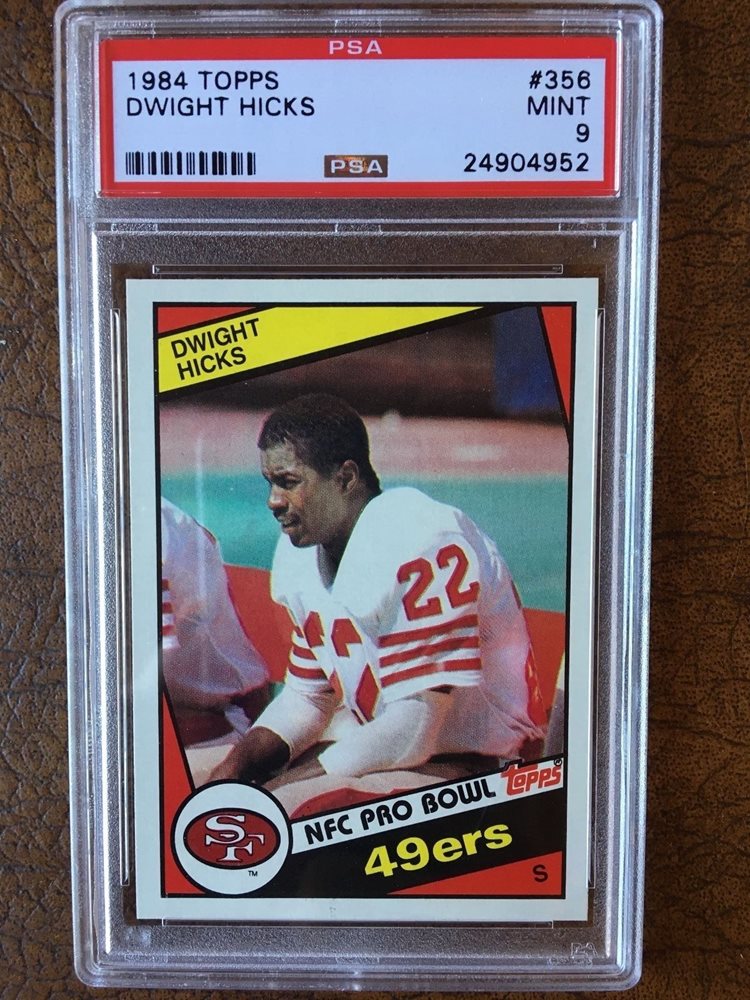 PSA
1984 TOPPS #356
DWIGHT HICKS MINT
9
PSA 24904952
DWIGHT
HICKS
22
NFC PRO BOWL TOPPS®
SF
TM
49ers
S